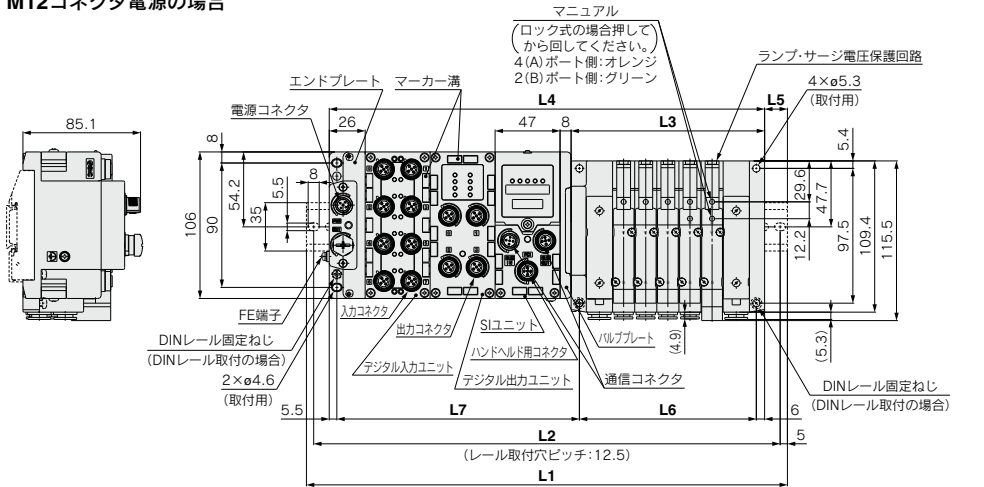 M12コネクタ電源の場合
マニュアル
(ロック式の場合押して
から回してください。)
4(A)ポート側:オレンジ
2(B)ポート側:グリーン
ランプ・サージ電圧保護回路
エンドプレート
マーカー溝
4×ø5.3
(取付用)
電源コネクタ
L4
L5
85.1
26
47
8
L3
8
5.4
106
90
54.2
5.5
35
8
29.6
47.7
12.2
97.5
109.4
115.5
FE端子
入力コネクタ
出力コネクタ
SIユニット
バルブプレート
(4.9)
(5.3)
DINレール固定ねじ
(DINレール取付の場合)
ハンドヘルド用コネクタ
デジタル入力ユニット
デジタル出力ユニット
通信コネクタ
2×ø4.6
(取付用)
DINレール固定ねじ
(DINレール取付の場合)
5.5
L7
L6
6
L2
5
(レール取付穴ピッチ:12.5)
L1